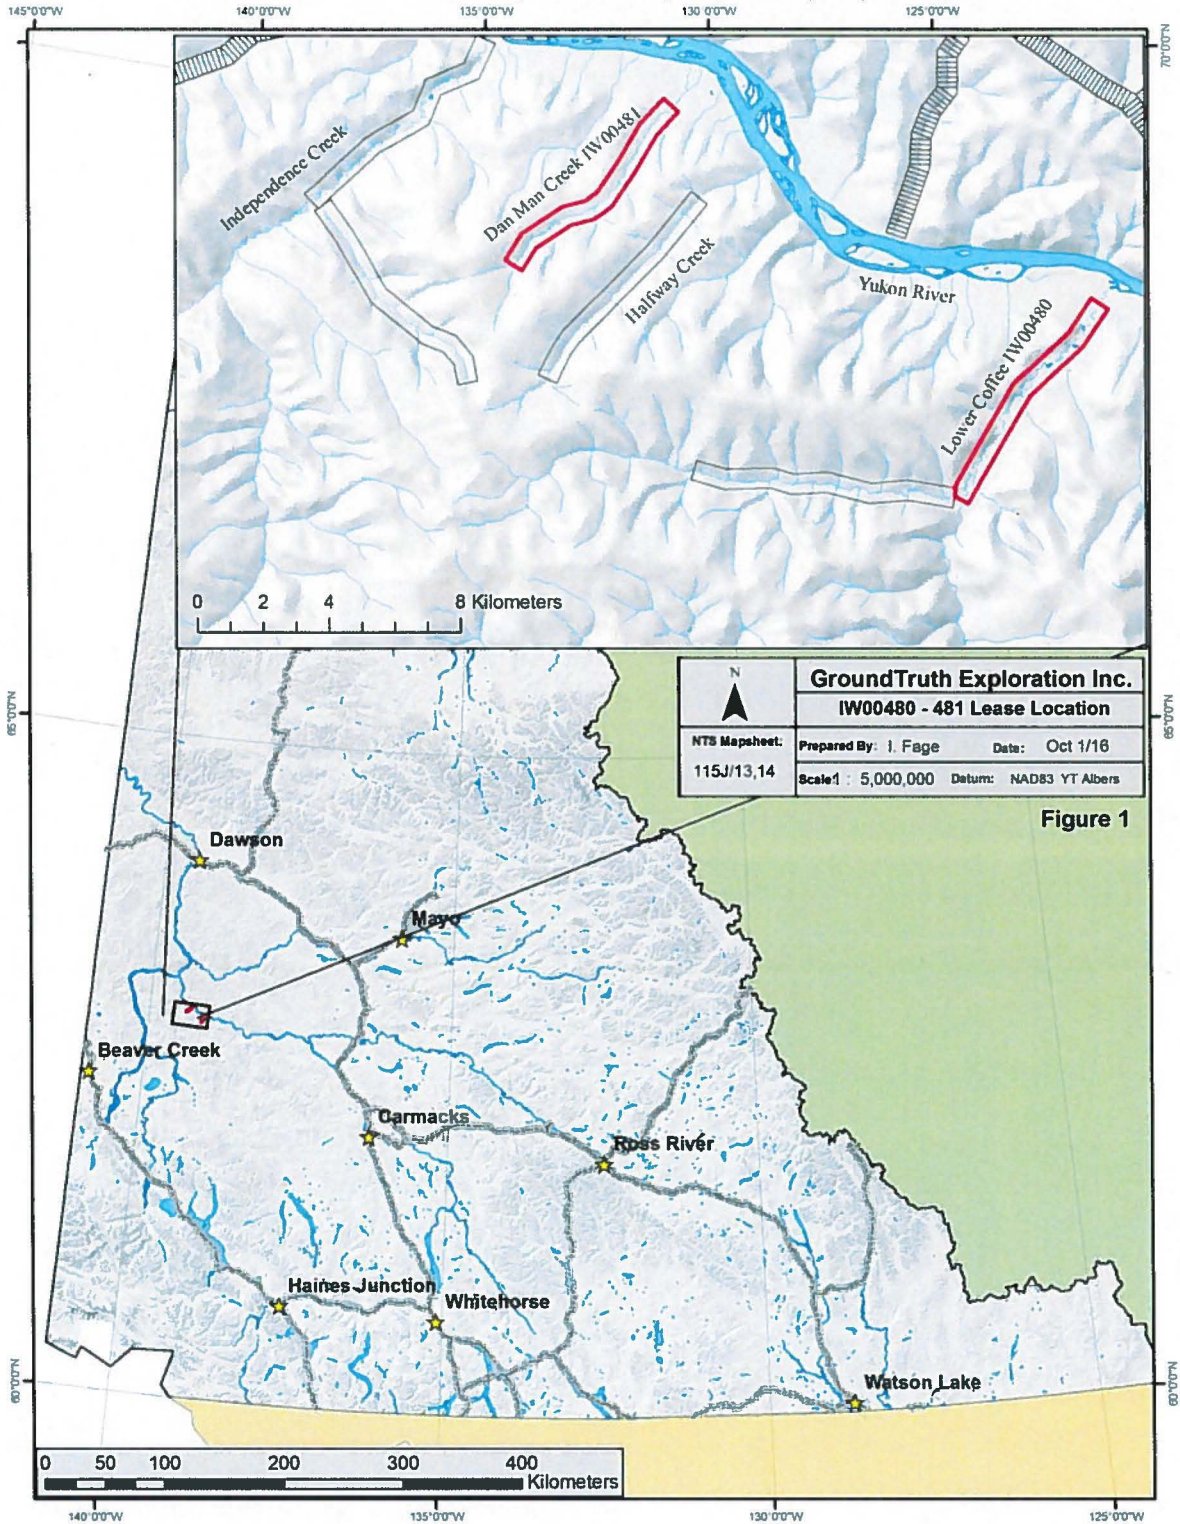 145°0'0"W
140°0'0"W
135°0'0"W
130°0'0"W
125°0'0"W
70°0'0"N
Independence Creek
Dan Man Creek IW00481
Halfway Creek
Yukon River
Lower Coffee IW00480
0 2 4 8 Kilometers
N
GroundTruth Exploration Inc.
IW00480 - 481 Lease Location
NTS Mapsheet:
115J/13,14
Prepared By: I. Fage Date: Oct 1/16
Scale:1 : 5,000,000 Datum: NAD83 YT Albers
Figure 1
65°0'0"N
65°0'0"N
Dawson
Mayo
Beaver Creek
Carmacks
Ross River
Haines Junction
Whitehorse
Watson Lake
60°0'0"N
60°0'0"N
0 50 100 200 300 400
Kilometers
140°0'0"W
135°0'0"W
130°0'0"W
125°0'0"W